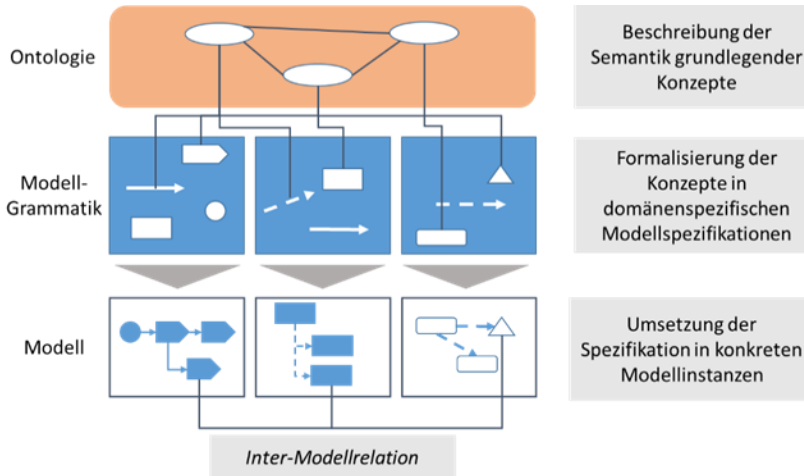 Ontologie
Beschreibung der
Semantik grundlegender
Konzepte
Modell-
Grammatik
Formalisierung der
Konzepte in
domänenspezifischen
Modellspezifikationen
Modell
Umsetzung der
Spezifikation in konkreten
Modellinstanzen
Inter-Modellrelation